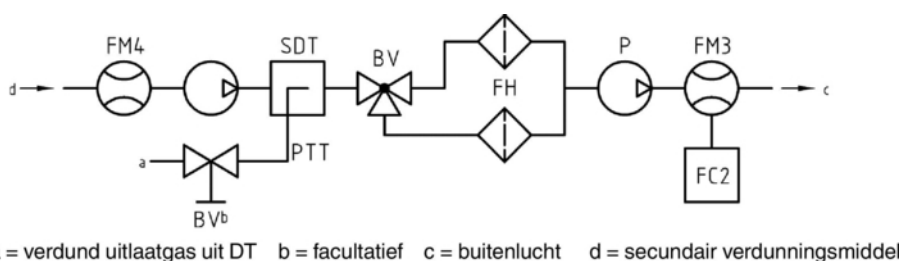 FM4 SDT BV P FM3
d FH c
a PTT
BVb FC2
= verdund uitlaatgas uit DT b = facultatief c = buitenlucht d = secundair verdunningsmiddel